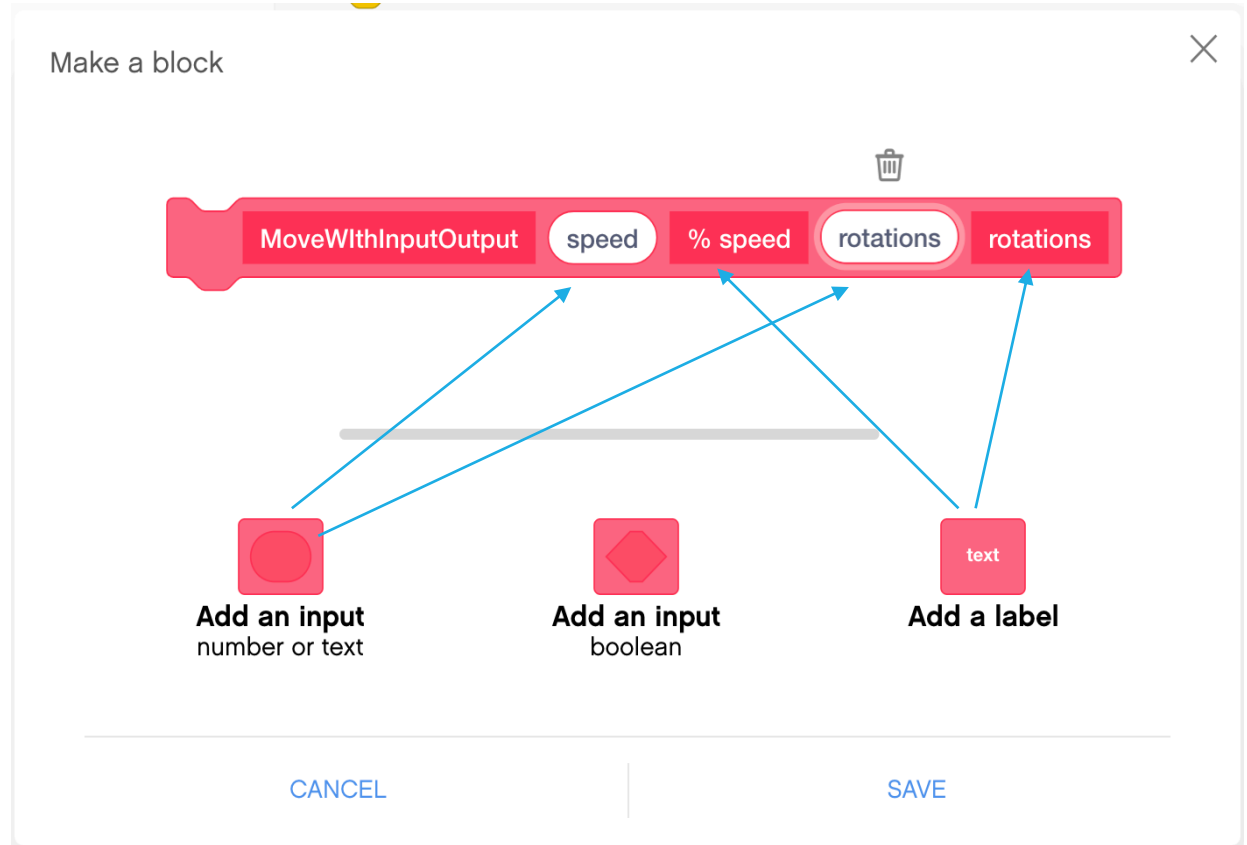 Make a block
MoveWIthInputOutput speed % speed rotations rotations
text
Add an input Add an input Add a label
number or text boolean
CANCEL SAVE